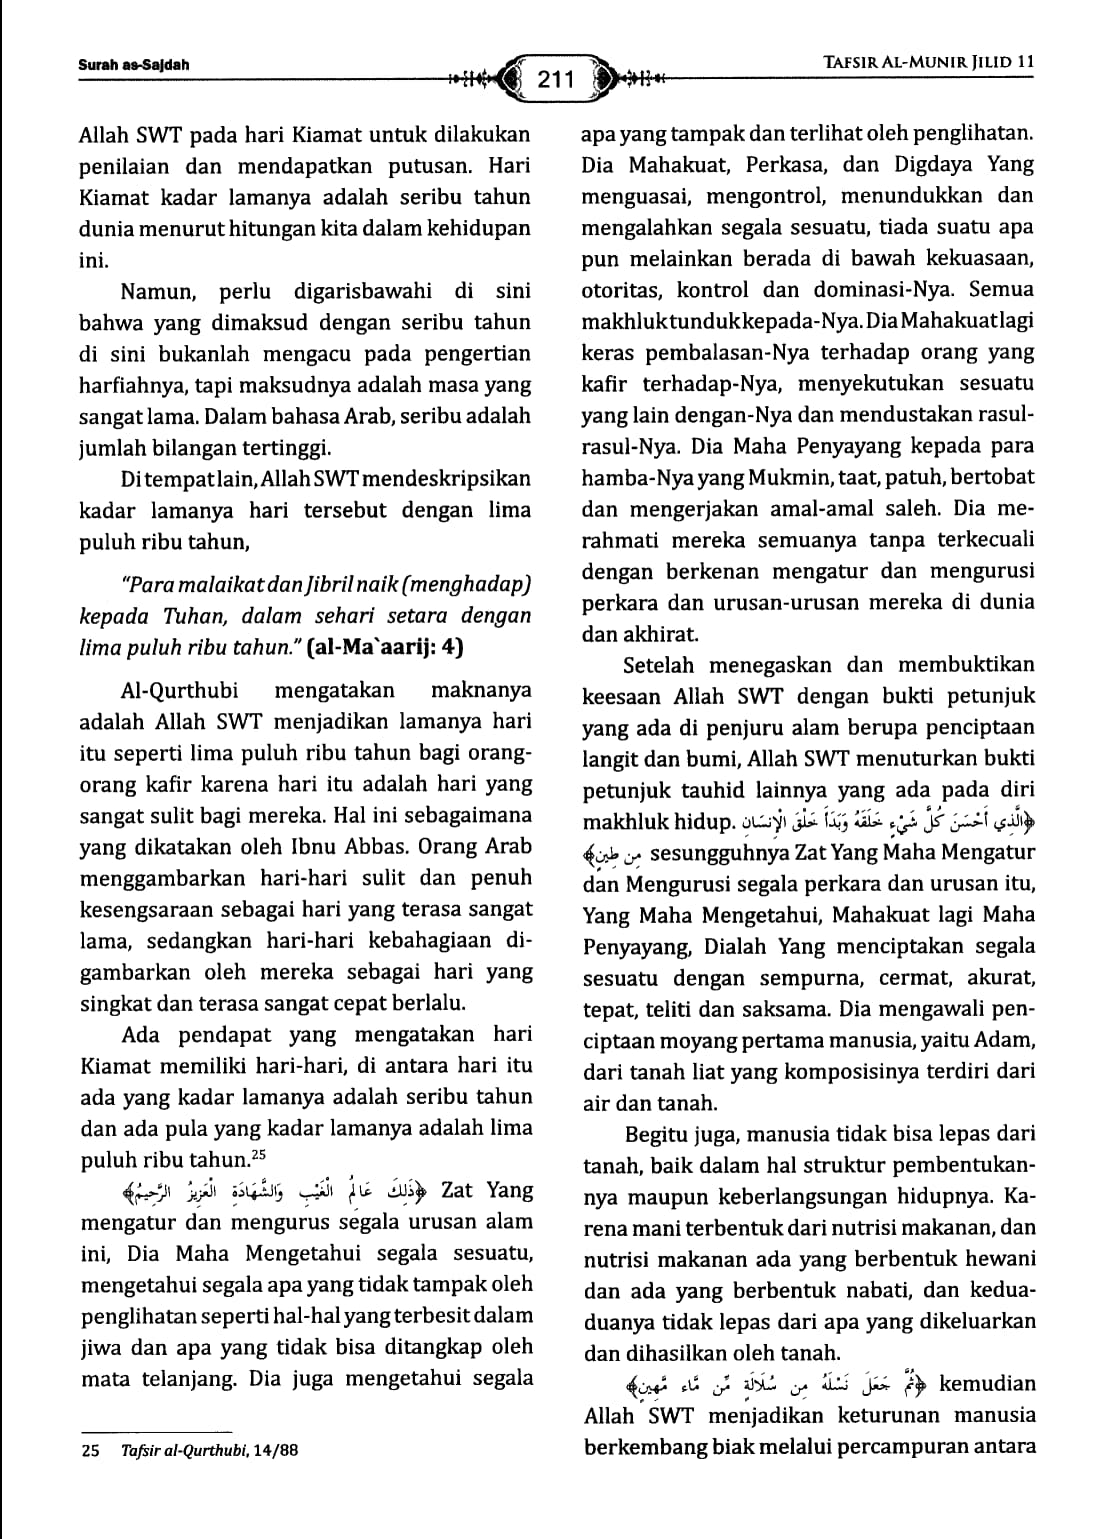 Surah as-Sajdah
211
TAFSIR AL-MUNIR JILID 11
Allah SWT pada hari Kiamat untuk dilakukan
penilaian dan mendapatkan putusan. Hari
Kiamat kadar lamanya adalah seribu tahun
dunia menurut hitungan kita dalam kehidupan
ini.
Namun, perlu digarisbawahi di sini
bahwa yang dimaksud dengan seribu tahun
di sini bukanlah mengacu pada pengertian
harfiahnya, tapi maksudnya adalah masa yang
sangat lama. Dalam bahasa Arab, seribu adalah
jumlah bilangan tertinggi.
Di tempat lain, Allah SWT mendeskripsikan
kadar lamanya hari tersebut dengan lima
puluh ribu tahun,
"Para malaikat dan Jibril naik (menghadap)
kepada Tuhan, dalam sehari setara dengan
lima puluh ribu tahun." (al-Ma`aarij: 4)
Al-Qurthubi mengatakan maknanya
adalah Allah SWT menjadikan lamanya hari
itu seperti lima puluh ribu tahun bagi orang-
orang kafir karena hari itu adalah hari yang
sangat sulit bagi mereka. Hal ini sebagaimana
yang dikatakan oleh Ibnu Abbas. Orang Arab
menggambarkan hari-hari sulit dan penuh
kesengsaraan sebagai hari yang terasa sangat
lama, sedangkan hari-hari kebahagiaan di-
gambarkan oleh mereka sebagai hari yang
singkat dan terasa sangat cepat berlalu.
Ada pendapat yang mengatakan hari
Kiamat memiliki hari-hari, di antara hari itu
ada yang kadar lamanya adalah seribu tahun
dan ada pula yang kadar lamanya adalah lima
puluh ribu tahun.²⁵
﴿ذَلِكَ عَالِمُ الْغَيْبِ وَالشَّهَادَةِ الْعَزِيزُ الرَّحِيمُ﴾ Zat Yang
mengatur dan mengurus segala urusan alam
ini, Dia Maha Mengetahui segala sesuatu,
mengetahui segala apa yang tidak tampak oleh
penglihatan seperti hal-hal yang terbesit dalam
jiwa dan apa yang tidak bisa ditangkap oleh
mata telanjang. Dia juga mengetahui segala
25 Tafsir al-Qurthubi, 14/88
apa yang tampak dan terlihat oleh penglihatan.
Dia Mahakuat, Perkasa, dan Digdaya Yang
menguasai, mengontrol, menundukkan dan
mengalahkan segala sesuatu, tiada suatu apa
pun melainkan berada di bawah kekuasaan,
otoritas, kontrol dan dominasi-Nya. Semua
makhluk tunduk kepada-Nya. Dia Mahakuat lagi
keras pembalasan-Nya terhadap orang yang
kafir terhadap-Nya, menyekutukan sesuatu
yang lain dengan-Nya dan mendustakan rasul-
rasul-Nya. Dia Maha Penyayang kepada para
hamba-Nya yang Mukmin, taat, patuh, bertobat
dan mengerjakan amal-amal saleh. Dia me-
rahmati mereka semuanya tanpa terkecuali
dengan berkenan mengatur dan mengurusi
perkara dan urusan-urusan mereka di dunia
dan akhirat.
Setelah menegaskan dan membuktikan
keesaan Allah SWT dengan bukti petunjuk
yang ada di penjuru alam berupa penciptaan
langit dan bumi, Allah SWT menuturkan bukti
petunjuk tauhid lainnya yang ada pada diri
makhluk hidup. ﴿الَّذِي أَحْسَنَ كُلَّ شَيْءٍ خَلَقَهُ وَبَدَأَ خَلْقَ الْإِنسَانِ
مِن طِينٍ﴾ sesungguhnya Zat Yang Maha Mengatur
dan Mengurusi segala perkara dan urusan itu,
Yang Maha Mengetahui, Mahakuat lagi Maha
Penyayang, Dialah Yang menciptakan segala
sesuatu dengan sempurna, cermat, akurat,
tepat, teliti dan saksama. Dia mengawali pen-
ciptaan moyang pertama manusia, yaitu Adam,
dari tanah liat yang komposisinya terdiri dari
air dan tanah.
Begitu juga, manusia tidak bisa lepas dari
tanah, baik dalam hal struktur pembentukan-
nya maupun keberlangsungan hidupnya. Ka-
rena mani terbentuk dari nutrisi makanan, dan
nutrisi makanan ada yang berbentuk hewani
dan ada yang berbentuk nabati, dan kedua-
duanya tidak lepas dari apa yang dikeluarkan
dan dihasilkan oleh tanah.
﴿ثُمَّ جَعَلَ نَسْلَهُ مِن سُلَالَةٍ مِّن مَّاء مَّهِينٍ﴾ kemudian
Allah SWT menjadikan keturunan manusia
berkembang biak melalui percampuran antara